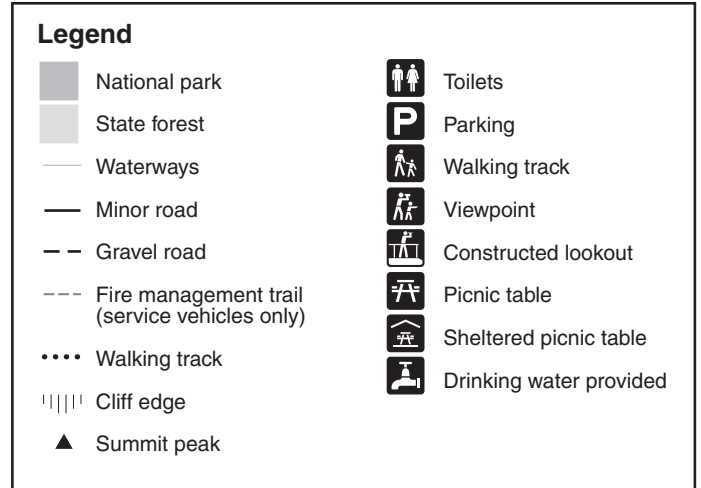 Legend
National park
State forest
Waterways
Minor road
Gravel road
Fire management trail
(service vehicles only)
Walking track
Cliff edge
Summit peak
Toilets
P
Parking
Walking track
Viewpoint
Constructed lookout
Picnic table
Sheltered picnic table
Drinking water provided